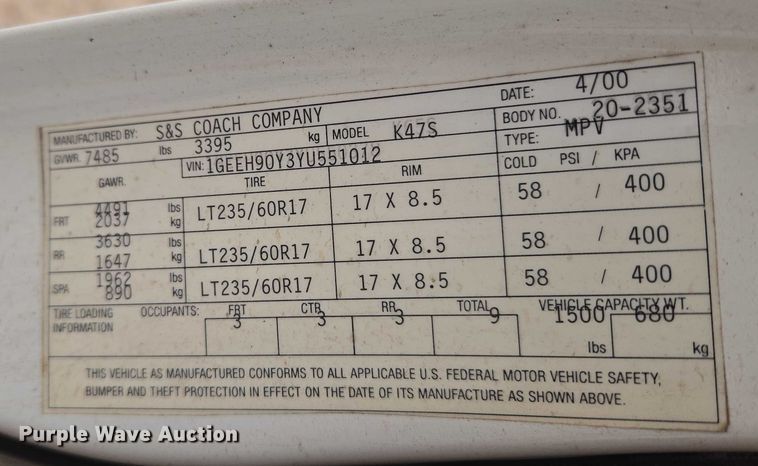 DATE: 4/00
MANUFACTURED BY: S&S COACH COMPANY BODY NO. 20-2351
GVWR. 7485 lbs 3395 kg MODEL K47S TYPE: MPV
VIN: 1GEEH90Y3YU551012 COLD PSI / KPA
GAWR. TIRE RIM
FRT 4491 lbs 2037 kg LT235/60R17 17 X 8.5 58 / 400
RR 3630 lbs 1647 kg LT235/60R17 17 X 8.5 58 / 400
SPA 1962 lbs 890 kg LT235/60R17 17 X 8.5 58 / 400
TIRE LOADING INFORMATION OCCUPANTS: FRT 3 CTR 3 RR 3 TOTAL 9 VEHICLE CAPACITY WT. 1500 lbs 680 kg
THIS VEHICLE AS MANUFACTURED CONFORMS TO ALL APPLICABLE U.S. FEDERAL MOTOR VEHICLE SAFETY,
BUMPER AND THEFT PROTECTION IN EFFECT ON THE DATE OF ITS MANUFACTURE AS SHOWN ABOVE.
Purple Wave Auction